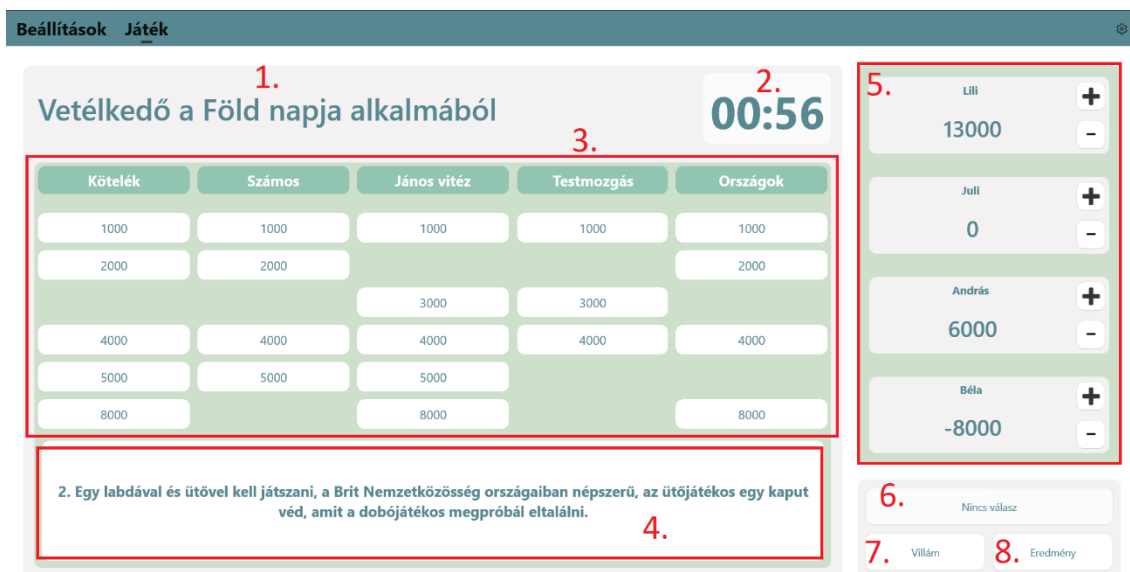 Beállítások Játék
1.
Vetélkedő a Föld napja alkalmából
2.
00:56
3.
Kötelék Számos János vitéz Testmozgás Országok
1000 1000 1000 1000 1000
2000 2000 2000
3000 3000
4000 4000 4000 4000 4000
5000 5000 5000
8000 8000 8000
2. Egy labdával és ütővel kell játszani, a Brit Nemzetközösség országaiban népszerű, az ütőjátékos egy kaput
véd, amit a dobójátékos megpróbál eltalálni.
4.
5.
Lili
+
13000
-
Juli
+
0
-
András
+
6000
-
Béla
+
-8000
-
6.
Nincs válasz
7. Villám 8. Eredmény